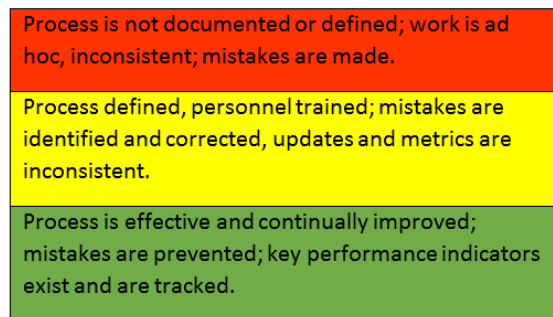 Process is not documented or defined; work is ad
hoc, inconsistent; mistakes are made.
Process defined, personnel trained; mistakes are
identified and corrected, updates and metrics are
inconsistent.
Process is effective and continually improved;
mistakes are prevented; key performance indicators
exist and are tracked.